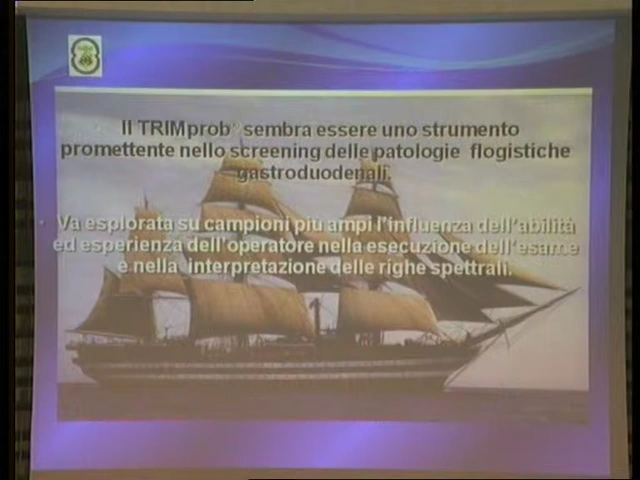 Il TRIMprob® sembra essere uno strumento
promettente nello screening delle patologie flogistiche
gastroduodenali.
Va esplorata su campioni più ampi l'influenza dell'abilità
ed esperienza dell'operatore nella esecuzione dell'esame
e nella interpretazione delle righe spettrali.